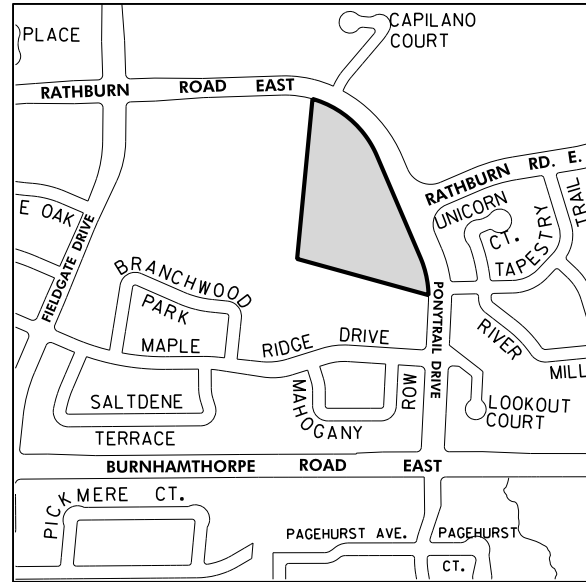 PLACE
CAPILANO
COURT
RATHBURN ROAD EAST
RATHBURN RD. E.
E OAK
FIELDGATE DRIVE
UNICORN
CT.
TAPESTRY
TRAIL
BRANCHWOOD
PARK
PONYTRAIL DRIVE
MAPLE RIDGE DRIVE
RIVER
MILL
SALTDENE
TERRACE
MAHOGANY
ROW
LOOKOUT
COURT
BURNHAMTHORPE ROAD EAST
PICKMERE CT.
PAGEHURST AVE.
PAGEHURST
CT.